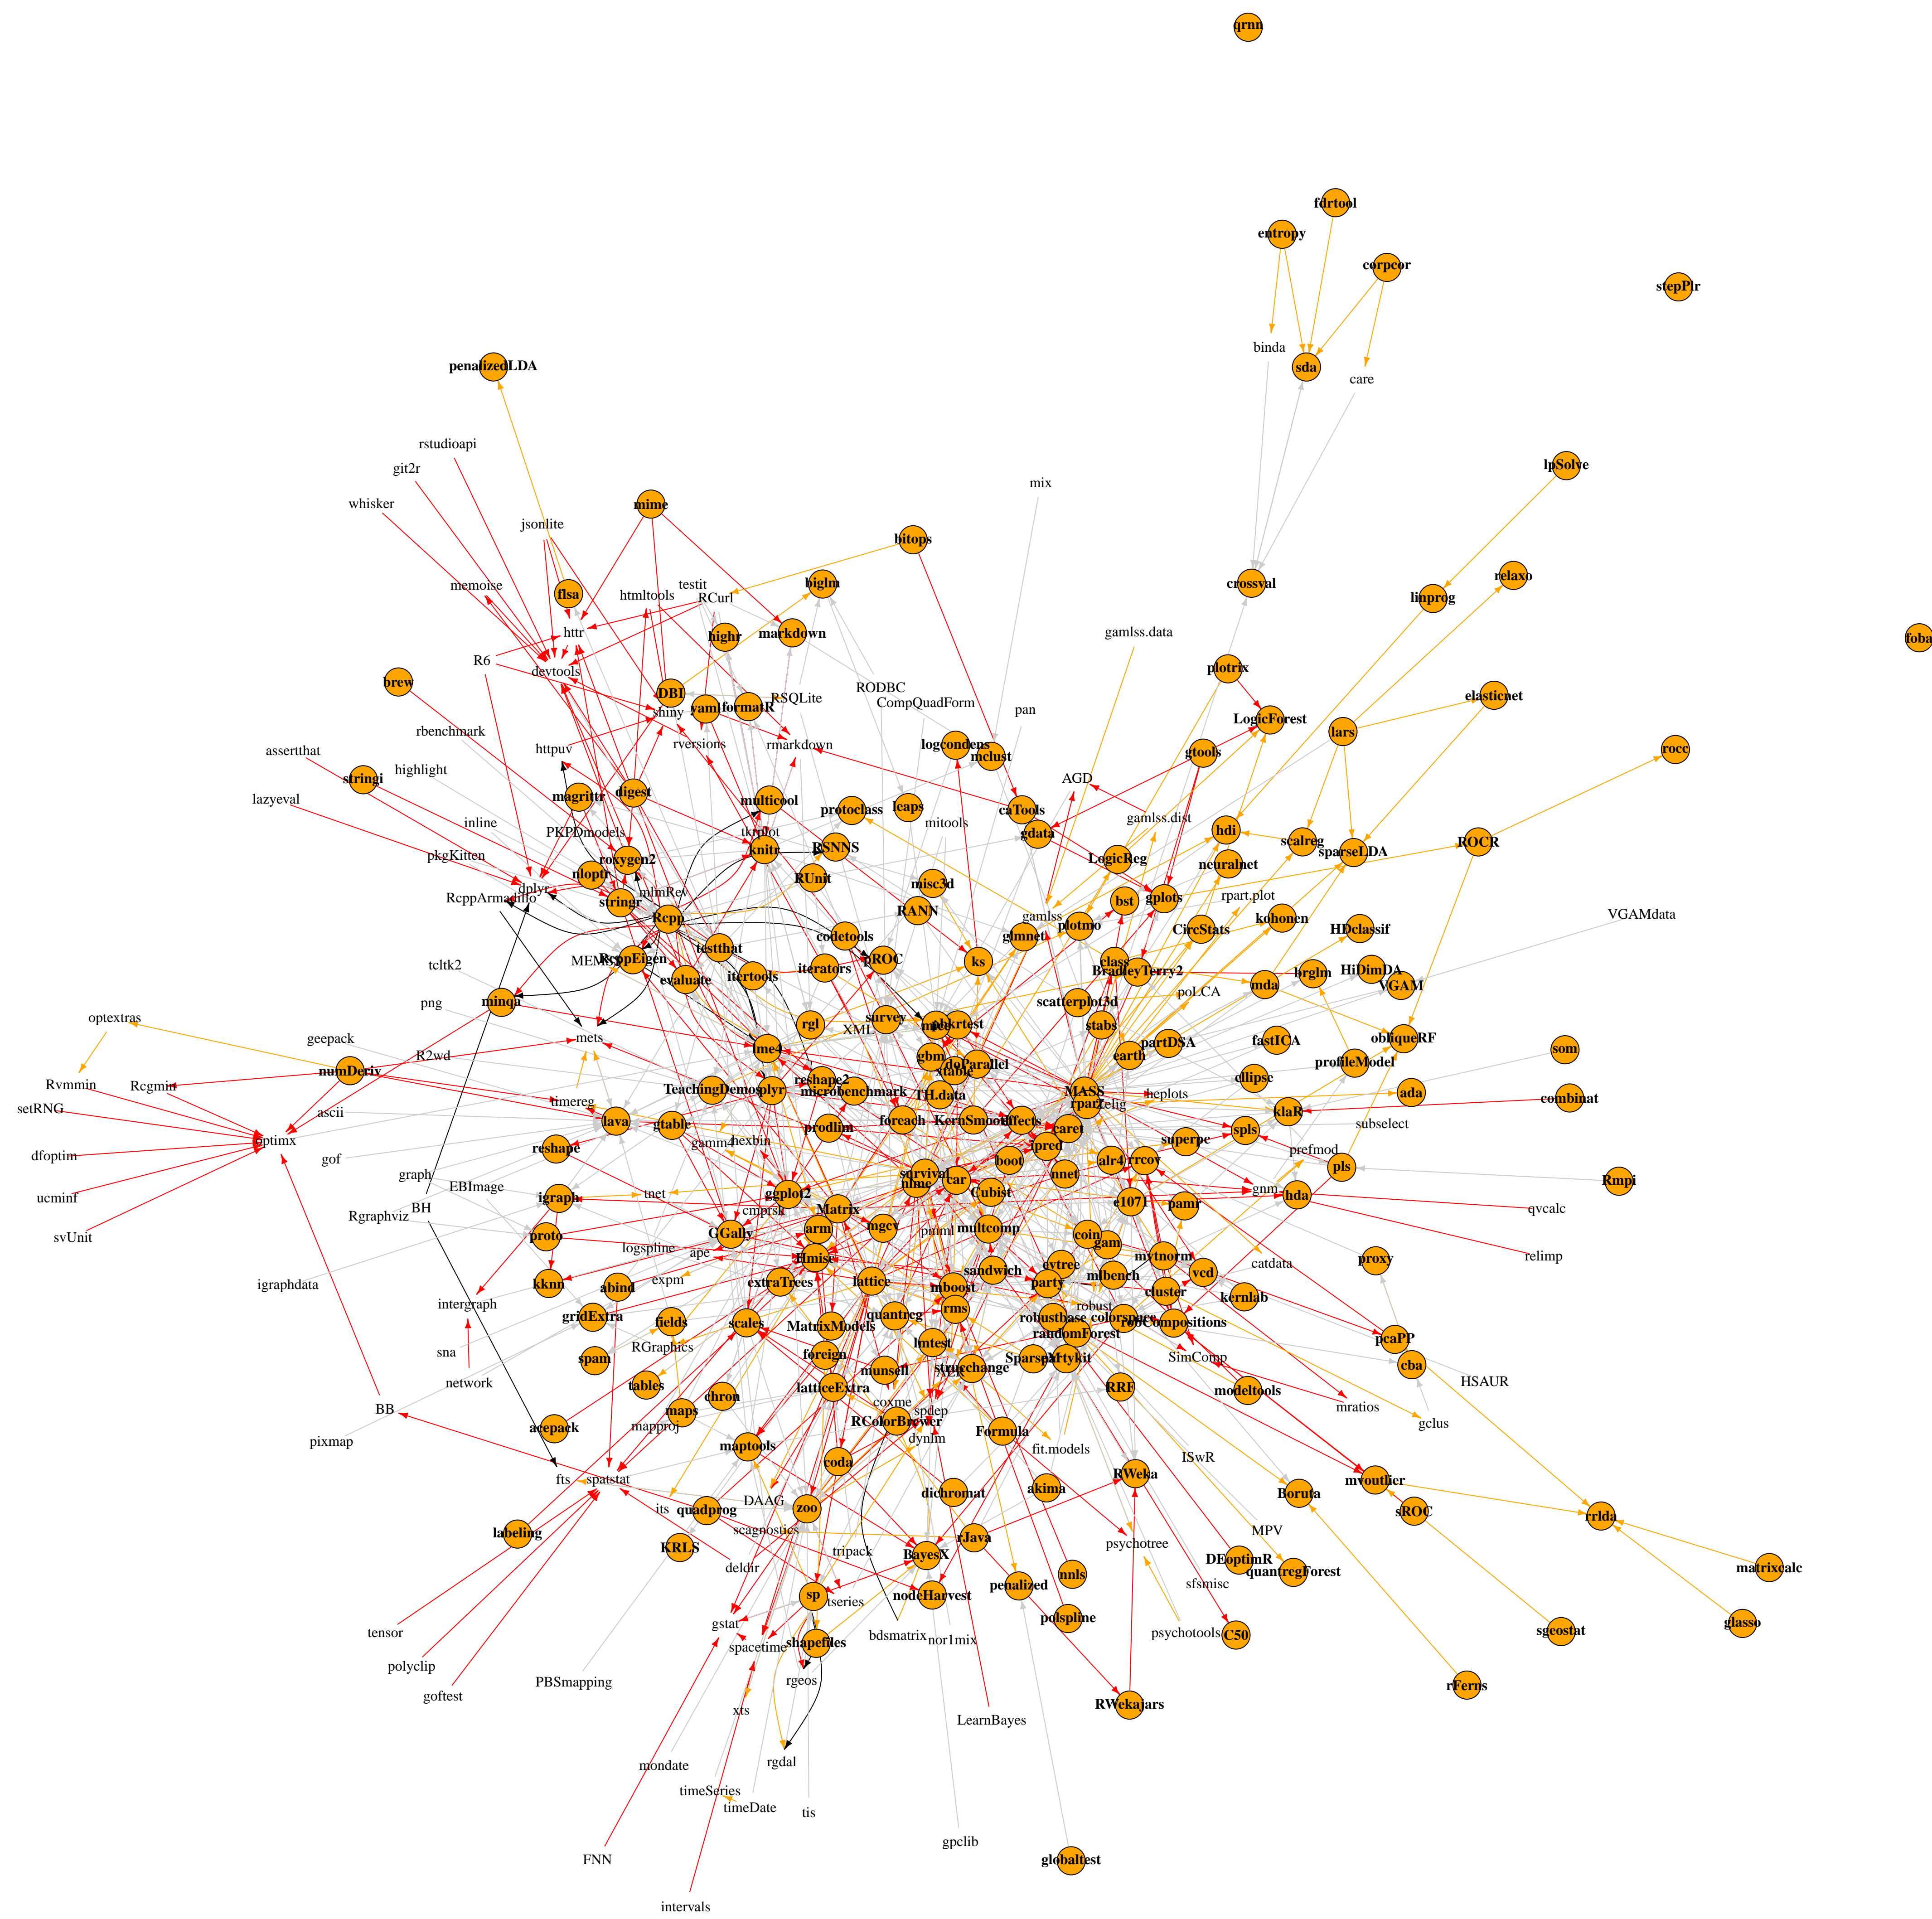 qrnn
fdrtool
entropy
corpcor
stepPlr
binda
sda
care
penalizedLDA
rstudioapi
git2r
lpSolve
mix
whisker
mime
jsonlite
bitops
relaxo
memoise
flsa
biglm
testit
crossval
htmltools
RCurl
linprog
httr
highr
markdown
gamlss.data
foba
R6
devtools
plotrix
brew
DBI
RSQLite
RODBC
elasticnet
shiny
yaml
formatR
CompQuadForm
pan
LogicForest
rbenchmark
lars
httpuv
rversions
rmarkdown
logcondens
mclust
gtools
rocc
assertthat
highlight
stringi
AGD
lazyeval
magrittr
digest
multicool
protoclass
leaps
caTools
inline
PKPDmodels
tkrplot
mitools
gdata
gamlss.dist
hdi
scalreg
pkgKitten
roxygen2
knitr
RSNNS
LogicReg
neuralnet
sparseLDA
ROCR
nloptr
dplyr
mlmRev
RUnit
misc3d
RcppArmadillo
stringr
Rcpp
RANN
gamlss
bst
gplots
rpart.plot
VGAMdata
plotmo
CircStats
kohonen
HDclassif
codetools
glmnet
testthat
tcltk2
RcppEigen
evaluate
itertools
iterators
pROC
ks
class
BradleyTerry2
mda
brglm
HiDimDA
VGAM
poLCA
png
minqa
scatterplot3d
optextras
rgl
survey
XML
pbkrtest
stabs
geepack
mets
obliqueRF
R2wd
lme4
gbm
doParallel
earth
partDSA
fastICA
som
numDeriv
xtable
profileModel
Rvmmin
Rcgmin
TeachingDemos
plyr
reshape2
microbenchmark
TH.data
MASS
ellipse
heplots
ada
combinat
setRNG
ascii
timereg
lava
gtable
prodlim
foreach
KernSmooth
effects
caret
klaR
subselect
optimx
spls
superpc
dfoptim
gof
reshape
gamm4
hexbin
ipred
boot
alr4
rrcov
prefmod
pls
graph
survival
nnet
Rmpi
ucminf
EBImage
igraph
tnet
ggplot2
car
Cubist
gnm
BH
cmprsk
Matrix
e1071
pamr
hda
qvcalc
svUnit
Rgraphviz
proto
GGally
arm
mgcv
pmml
multcomp
coin
logspline
ape
Hmisc
gam
mvtnorm
relimp
igraphdata
kknn
abind
expm
extraTrees
lattice
sandwich
evtree
party
mlbench
vcd
catdata
proxy
intergraph
mboost
cluster
kernlab
gridExtra
fields
scales
MatrixModels
quantreg
rms
robust
robustbase
colorspace
robCompositions
randomForest
pcaPP
sna
spam
RGraphics
foreign
lmtest
munsell
strucchange
partykit
SimComp
cba
HSAUR
network
tables
chron
latticeExtra
RRF
modeltools
mratios
BB
maps
coxme
spdep
gclus
acepack
mapproj
RColorBrewer
Formula
pixmap
maptools
dynlm
fit.models
ISwR
fts
spatstat
coda
RWeka
mvoutlier
dichromat
akima
Boruta
DAAG
its
quadprog
zoo
sROC
rrlda
labeling
scagnostics
rJava
MPV
KRLS
tripack
BayesX
psychotree
deldir
DEoptimR
quantregForest
matrixcalc
nnls
sfsmisc
penalized
sp
tseries
nodeHarvest
gstat
polspline
tensor
bdsmatrix
nor1mix
psychotools
C50
sgeostat
glasso
spacetime
shapefiles
polyclip
PBSmapping
rgeos
rFerns
goftest
xts
RWekajars
LearnBayes
rgdal
mondate
timeSeries
timeDate
tis
gpclib
FNN
globaltest
intervals